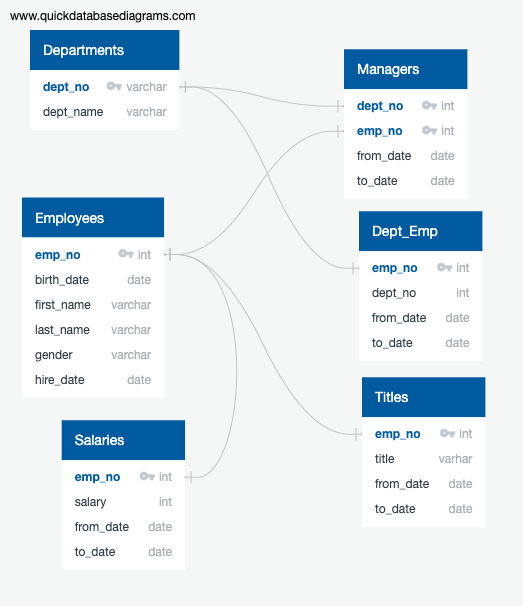 www.quickdatabasediagrams.com
Departments
dept_no varchar
dept_name varchar
Managers
dept_no int
emp_no int
from_date date
to_date date
Employees
emp_no int
birth_date date
first_name varchar
last_name varchar
gender varchar
hire_date date
Dept_Emp
emp_no int
dept_no int
from_date date
to_date date
Salaries
emp_no int
salary int
from_date date
to_date date
Titles
emp_no int
title varhar
from_date date
to_date date